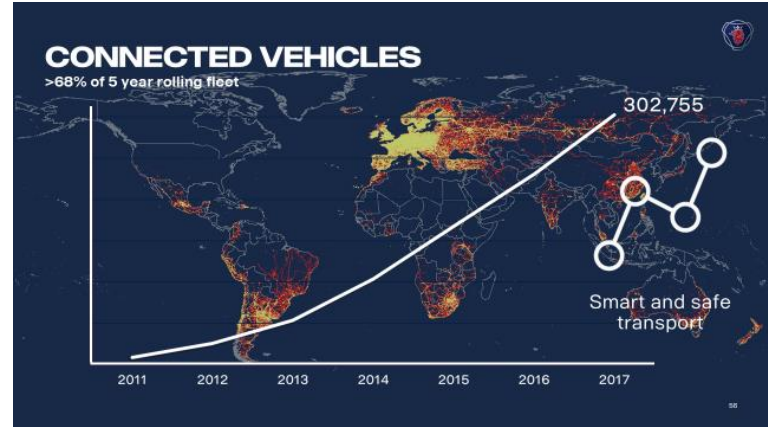 CONNECTED VEHICLES
>68% of 5 year rolling fleet
302,755
Smart and safe
transport
2011 2012 2013 2014 2015 2016 2017
58